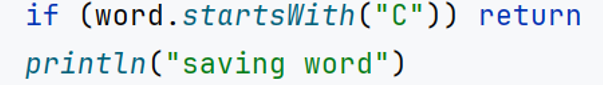 if (word.startsWith("C")) return
println("saving word")